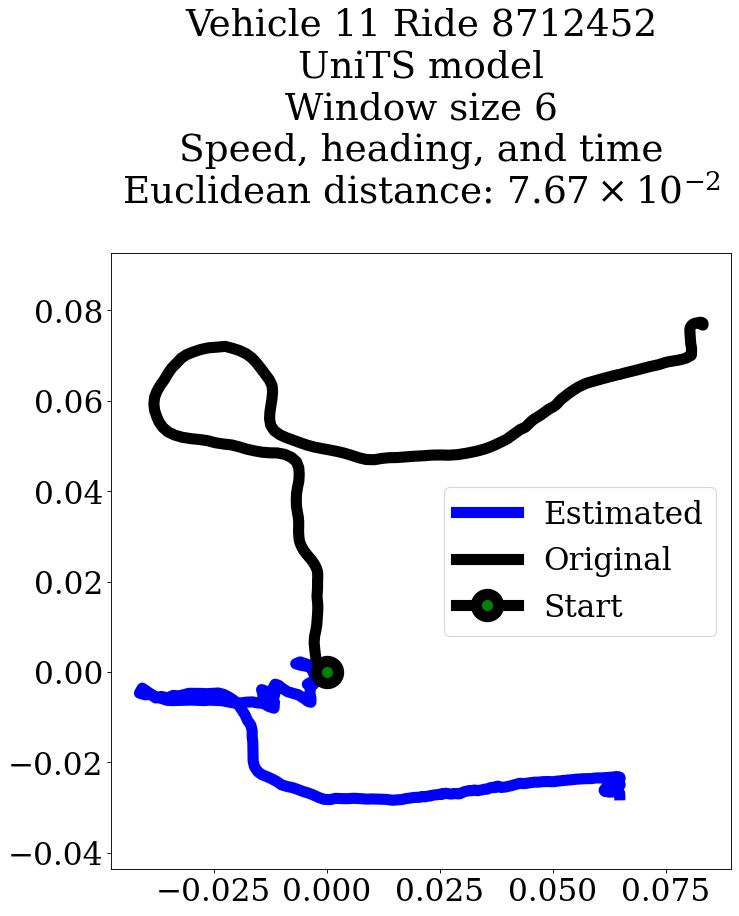 Vehicle 11 Ride 8712452
UniTS model
Window size 6
Speed, heading, and time
Euclidean distance: 7.67 × 10⁻²
0.08
0.06
0.04
0.02
0.00
−0.02
−0.04
Estimated
Original
Start
−0.025 0.000 0.025 0.050 0.075